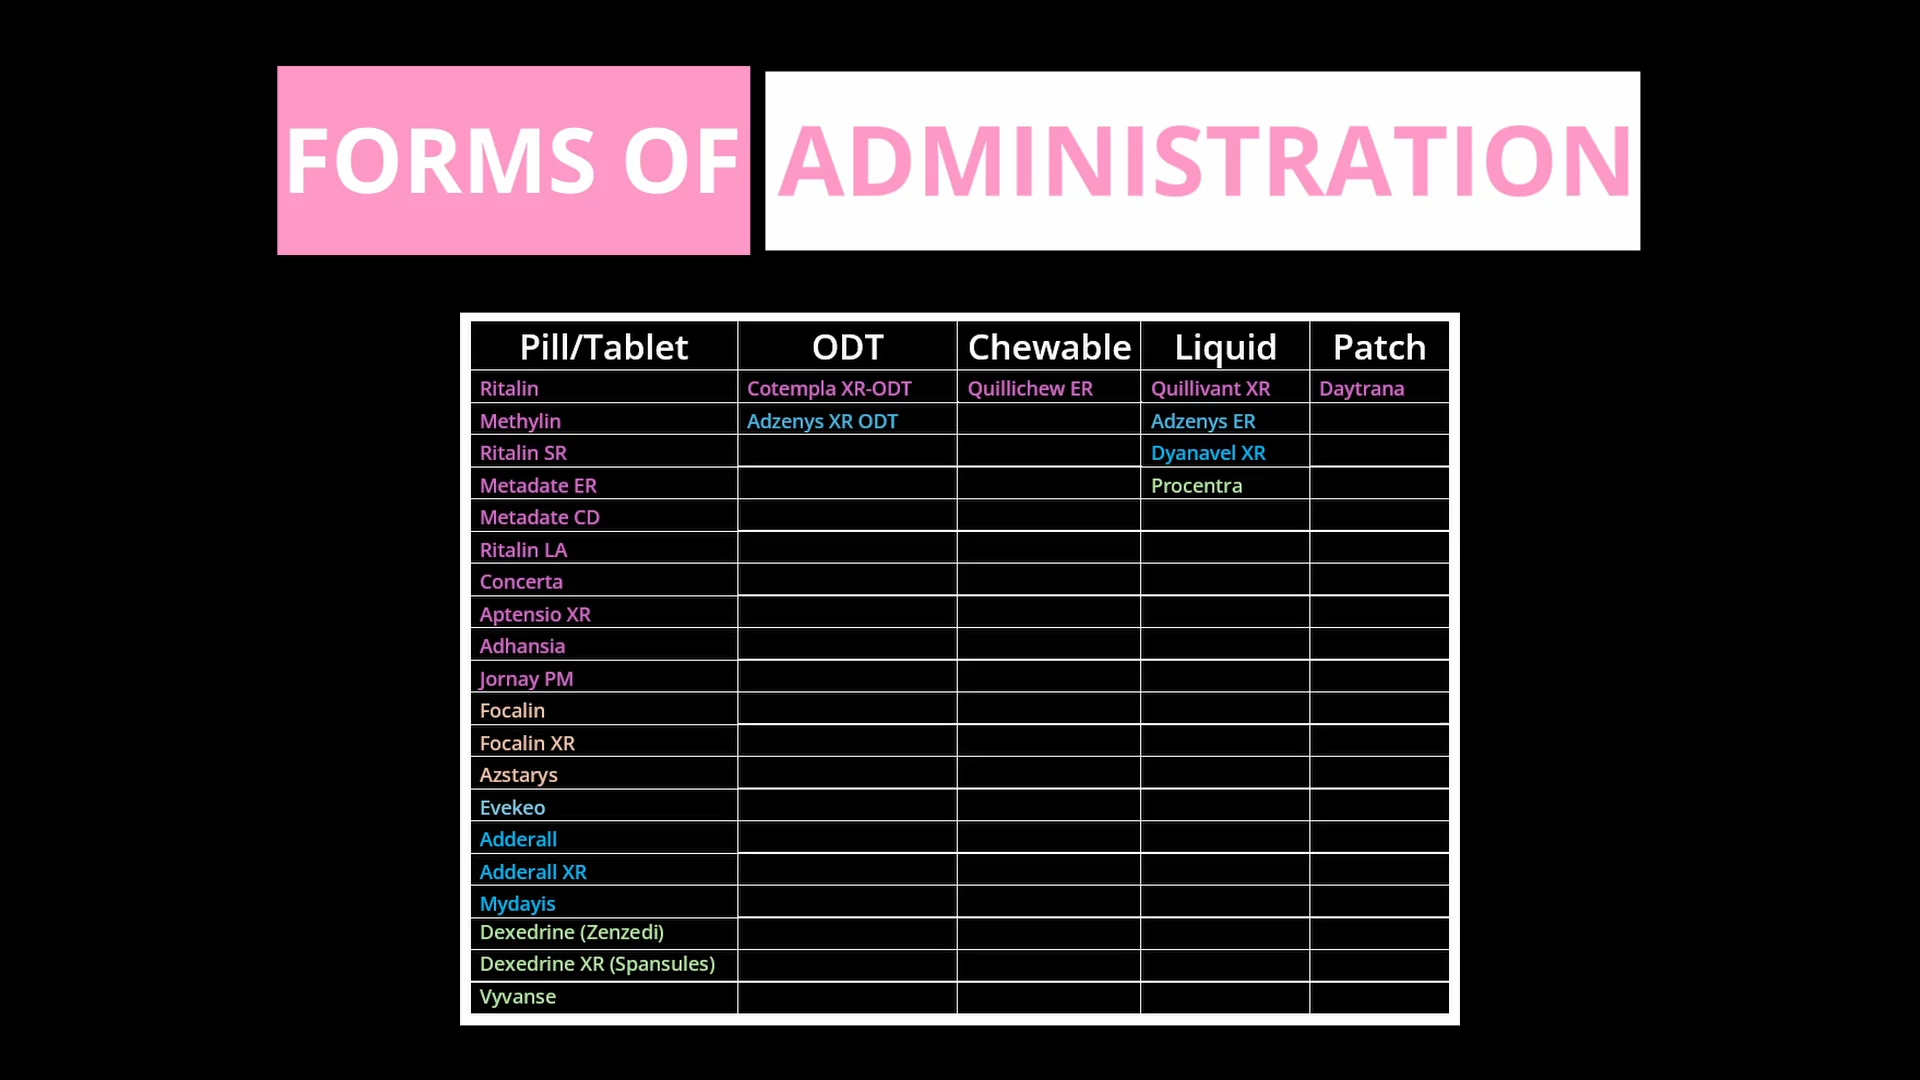 FORMS OF ADMINISTRATION
Pill/Tablet ODT Chewable Liquid Patch
Ritalin Cotempla XR-ODT Quillichew ER Quillivant XR Daytrana
Methylin Adzenys XR ODT Adzenys ER
Ritalin SR Dyanavel XR
Metadate ER Procentra
Metadate CD
Ritalin LA
Concerta
Aptensio XR
Adhansia
Jornay PM
Focalin
Focalin XR
Azstarys
Evekeo
Adderall
Adderall XR
Mydayis
Dexedrine (Zenzedi)
Dexedrine XR (Spansules)
Vyvanse